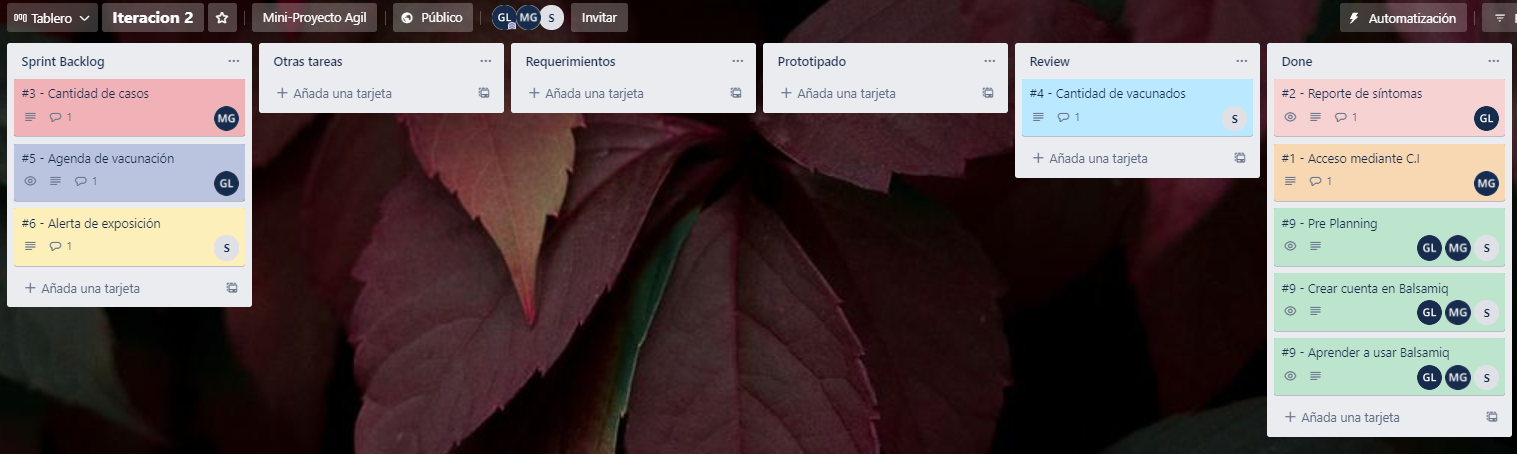 Tablero
Iteracion 2
Mini-Proyecto Agil
Público
GL MG S
Invitar
Automatización
Sprint Backlog
#3 - Cantidad de casos
1
MG
#5 - Agenda de vacunación
1
GL
#6 - Alerta de exposición
1
S
+ Añada una tarjeta
Otras tareas
+ Añada una tarjeta
Requerimientos
+ Añada una tarjeta
Prototipado
+ Añada una tarjeta
Review
#4 - Cantidad de vacunados
1
S
+ Añada una tarjeta
Done
#2 - Reporte de síntomas
1
GL
#1 - Acceso mediante C.I
1
MG
#9 - Pre Planning
GL MG S
#9 - Crear cuenta en Balsamiq
GL MG S
#9 - Aprender a usar Balsamiq
GL MG S
+ Añada una tarjeta